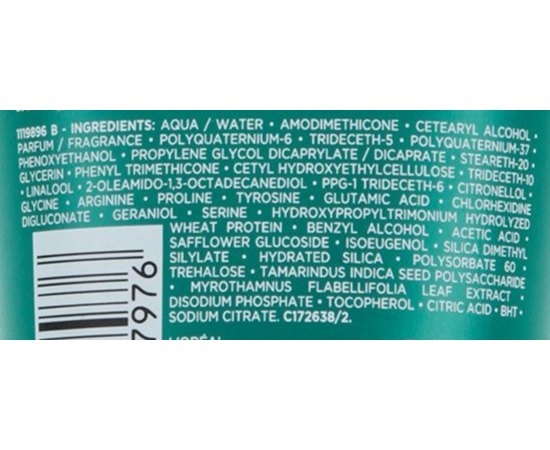 1119896 B - INGREDIENTS: AQUA / WATER • AMODIMETHICONE • CETEARYL ALCOHOL •
PARFUM / FRAGRANCE • POLYQUATERNIUM-6 • TRIDECETH-5 • POLYQUATERNIUM-37
PHENOXYETHANOL • PROPYLENE GLYCOL DICAPRYLATE / DICAPRATE • STEARETH-20
GLYCERIN • PHENYL TRIMETHICONE • CETYL HYDROXYETHYLCELLULOSE • TRIDECETH-10
• LINALOOL • 2-OLEAMIDO-1,3-OCTADECANEDIOL • PPG-1 TRIDECETH-6 • CITRONELLOL •
GLYCINE • ARGININE • PROLINE • TYROSINE • GLUTAMIC ACID • CHLORHEXIDINE
DIGLUCONATE • GERANIOL • SERINE • HYDROXYPROPYLTRIMONIUM HYDROLYZED
WHEAT PROTEIN • BENZYL ALCOHOL • ACETIC ACID •
SAFFLOWER GLUCOSIDE • ISOEUGENOL • SILICA DIMETHYL
SILYLATE • HYDRATED SILICA • POLYSORBATE 60 •
TREHALOSE • TAMARINDUS INDICA SEED POLYSACCHARIDE
• MYROTHAMNUS FLABELLIFOLIA LEAF EXTRACT •
DISODIUM PHOSPHATE • TOCOPHEROL • CITRIC ACID • BHT •
SODIUM CITRATE. C172638/2.
7976
L'ORÉAL